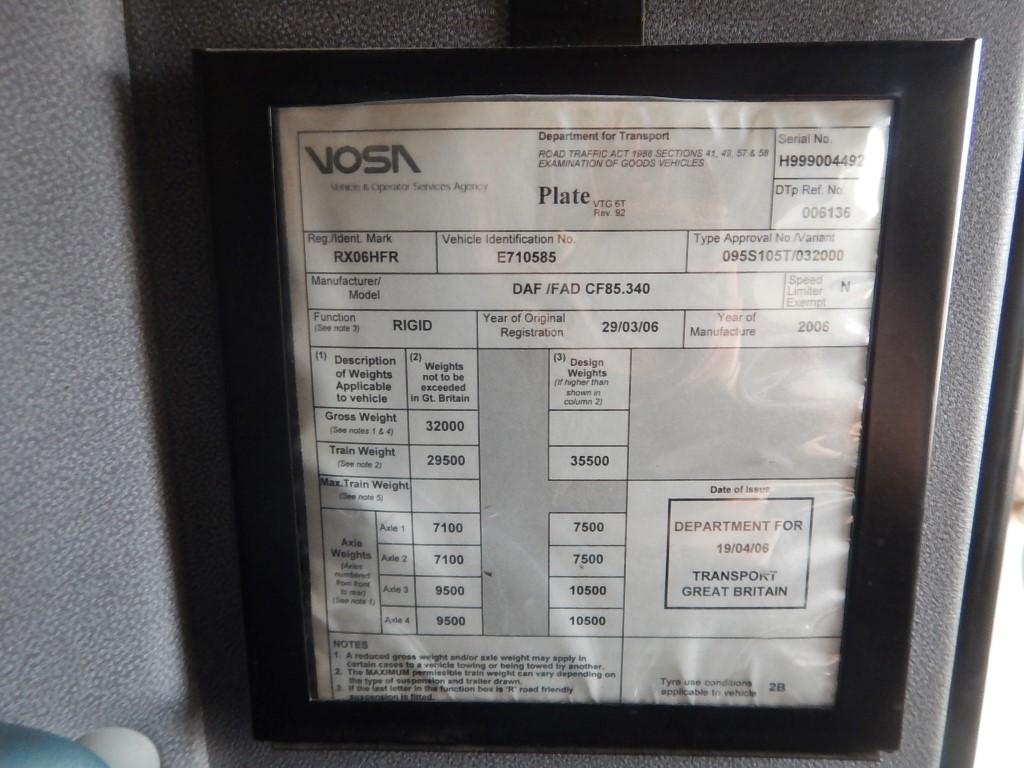 VOSA
Vehicle & Operator Services Agency
Department for Transport
ROAD TRAFFIC ACT 1988 SECTIONS 41, 49, 57 & 58
EXAMINATION OF GOODS VEHICLES
Plate VTG 6T
Rev. 92
Serial No.
H999004492
DTp Ref. No.
006136
Reg./Ident. Mark
RX06HFR
Vehicle Identification No.
E710585
Type Approval No./Variant
095S105T/032000
Manufacturer/
Model
DAF /FAD CF85.340
Speed
Limiter
Exempt
N
Function
(See note 3)
RIGID
Year of Original
Registration
29/03/06
Year of
Manufacture
2006
(1) Description
of Weights
Applicable
to vehicle
(2) Weights
not to be
exceeded
in Gt. Britain
(3) Design
Weights
(If higher than
shown in
column 2)
Gross Weight
(See notes 1 & 4)
32000
Train Weight
(See note 2)
29500
35500
Max.Train Weight
(See note 5)
Axle
Weights
(Axles
numbered
from front
to rear)
(See note 1)
Axle 1 7100 7500
Axle 2 7100 7500
Axle 3 9500 10500
Axle 4 9500 10500
Date of Issue
DEPARTMENT FOR
19/04/06
TRANSPORT
GREAT BRITAIN
NOTES
1. A reduced gross weight and/or axle weight may apply in
certain cases to a vehicle towing or being towed by another.
2. The MAXIMUM permissible train weight can vary depending on
the type of suspension and trailer drawn.
3. If the last letter in the function box is "R" road friendly
suspension is fitted.
Tyre use conditions
applicable to vehicle 2B